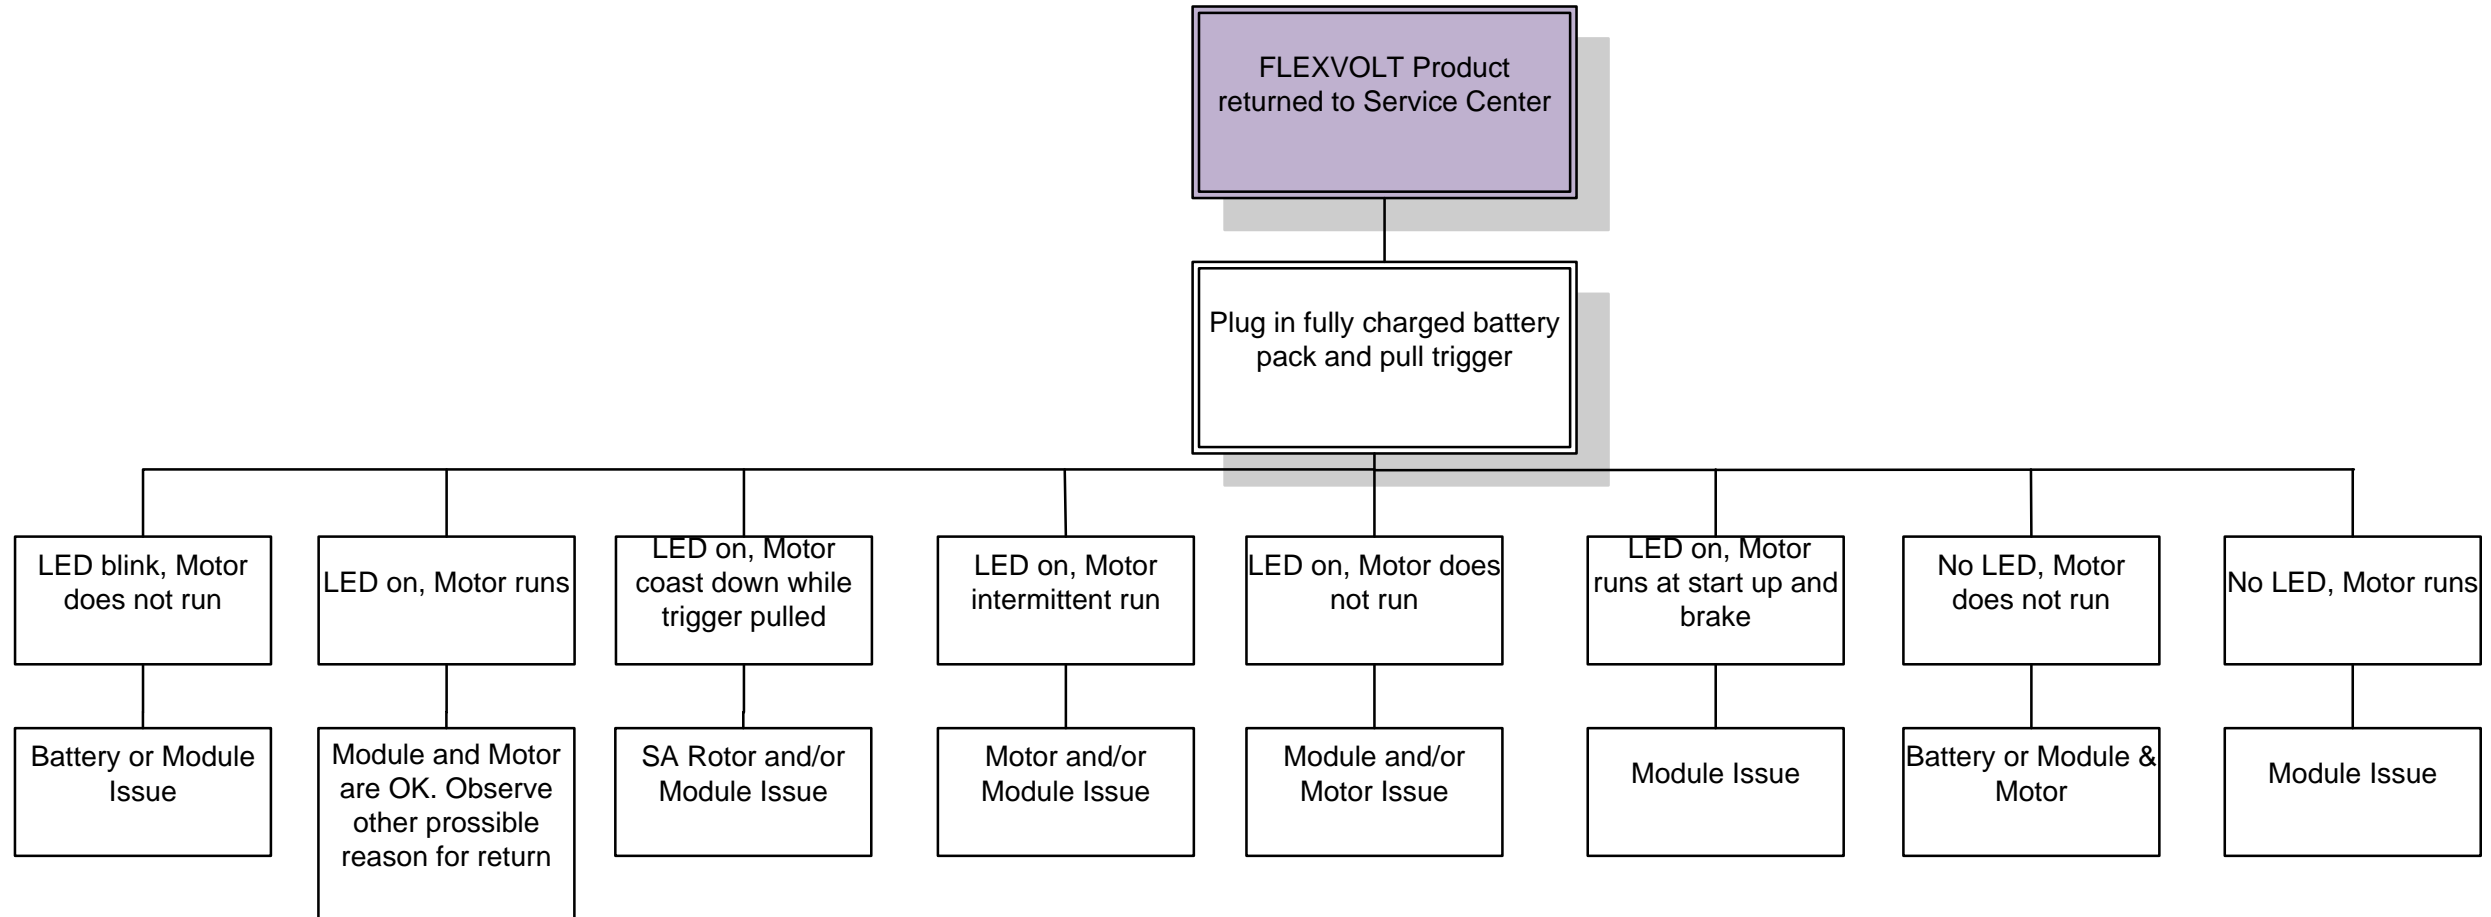 FLEXVOLT Product
returned to Service Center
Plug in fully charged battery
pack and pull trigger
LED blink, Motor
does not run
LED on, Motor runs
LED on, Motor
coast down while
trigger pulled
LED on, Motor
intermittent run
LED on, Motor does
not run
LED on, Motor
runs at start up and
brake
No LED, Motor
does not run
No LED, Motor runs
Battery or Module
Issue
Module and Motor
are OK. Observe
other prossible
reason for return
SA Rotor and/or
Module Issue
Motor and/or
Module Issue
Module and/or
Motor Issue
Module Issue
Battery or Module &
Motor
Module Issue